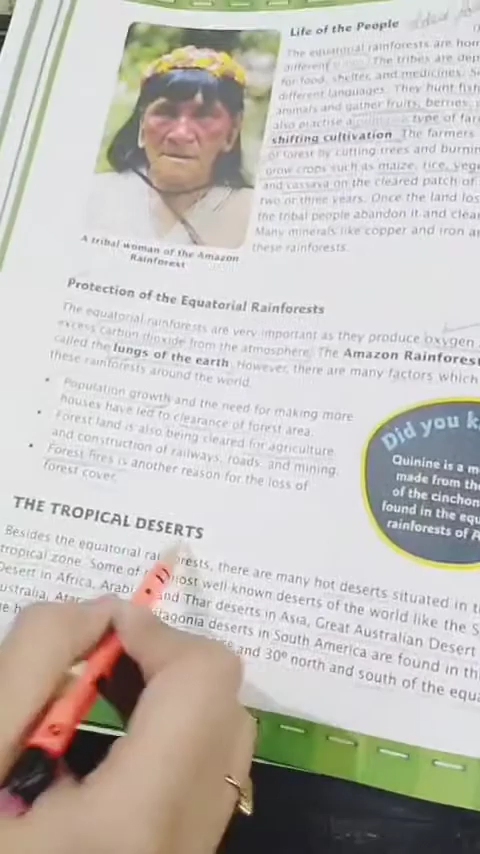 Life of the People
The equatorial rainforests are hom
different The tribes are dep
for food, shelter, and medicines. S
different languages. They hunt fish
animals and gather fruits, berries,
also practise a type of far
shifting cultivation. The farmers
of forest by cutting trees and burnin
grow crops such as maize, rice, vege
and cassava on the cleared patch of
two or three years. Once the land los
the tribal people abandon it and clear
Many minerals like copper and iron a
these rainforests.
A tribal woman of the Amazon
Rainforest
Protection of the Equatorial Rainforests
The equatorial rainforests are very important as they produce oxygen
excess carbon dioxide from the atmosphere. The Amazon Rainforest
called the lungs of the earth. However, there are many factors which
these rainforests around the world.
• Population growth and the need for making more
houses have led to clearance of forest area.
• Forest land is also being cleared for agriculture
and construction of railways, roads, and mining.
• Forest fires is another reason for the loss of
forest cover.
Did you k
Quinine is a m
made from the
of the cinchon
found in the equ
rainforests of A
THE TROPICAL DESERTS
Besides the equatorial rainforests, there are many hot deserts situated in t
tropical zone. Some of most well-known deserts of the world like the S
Desert in Africa, Arabi and Thar deserts in Asia, Great Australian Desert
ustralia, Atac tagonia deserts in South America are found in th
and 30° north and south of the equa